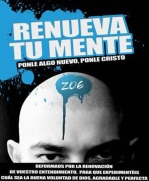 RENUEVA
TU MENTE
PONLE ALGO NUEVO, PONLE CRISTO
ZOÉ
REFORMAOS POR LA RENOVACIÓN
DE VUESTRO ENTENDIMIENTO, PARA QUE EXPERIMENTÉIS
CUÁL SEA LA BUENA VOLUNTAD DE DIOS, AGRADABLE Y PERFECTA